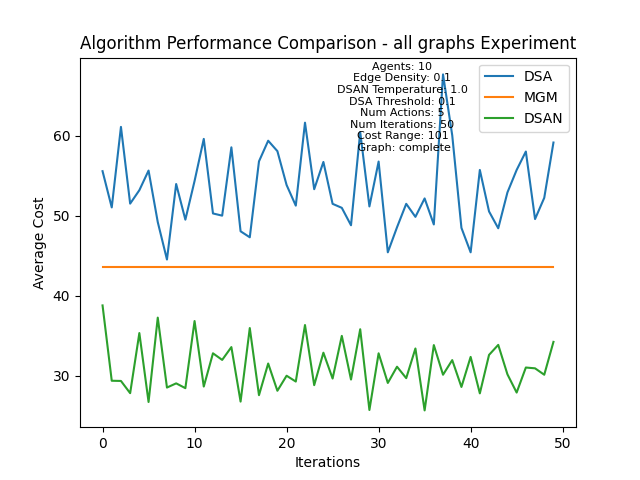 Algorithm Performance Comparison - all graphs Experiment
Agents: 10
Edge Density: 0.1
DSAN Temperature: 1.0
DSA Threshold: 0.1
Num Actions: 5
Num Iterations: 50
Cost Range: 101
Graph: complete
DSA
MGM
DSAN
Average Cost
60
50
40
30
0
10
20
30
40
50
Iterations